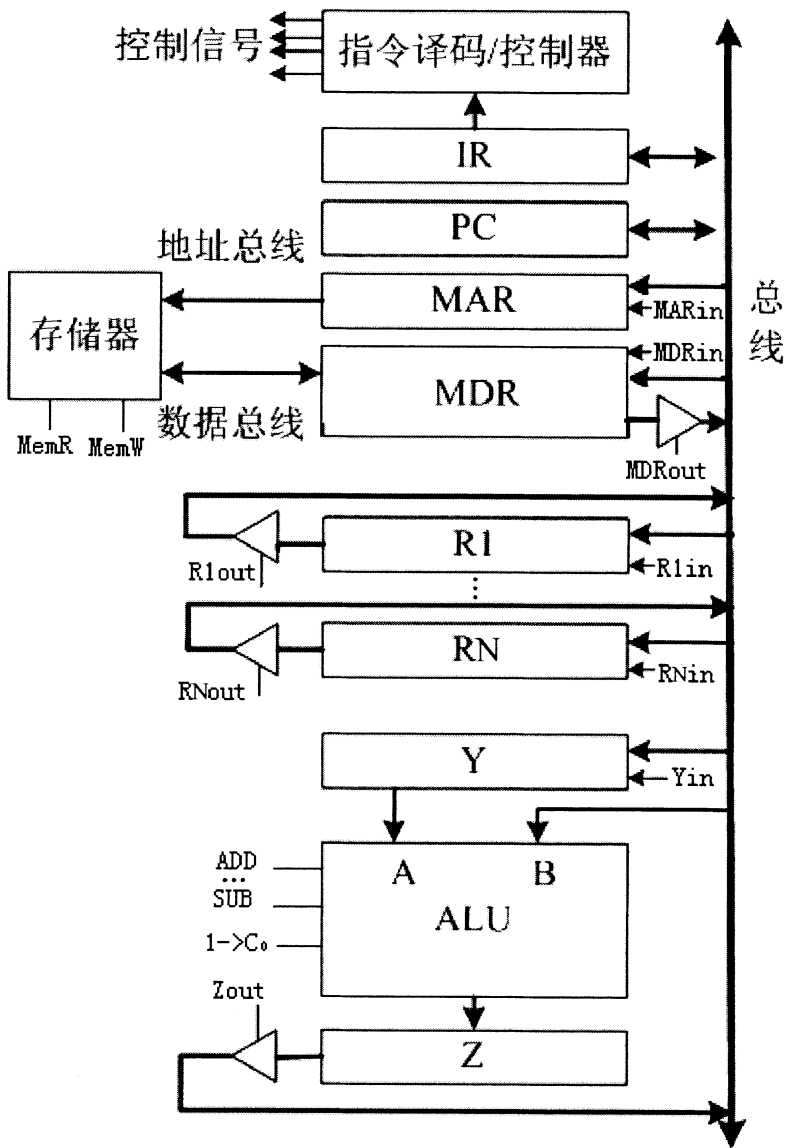 控制信号
指令译码/控制器
IR
PC
地址总线
MAR
MARin
总线
存储器
MDRin
MDR
数据总线
MemR
MemW
MDRout
R1
R1out
R1in
⋮
RN
RNout
RNin
Y
Yin
A
B
ADD
...
SUB
ALU
1->C₀
Zout
Z